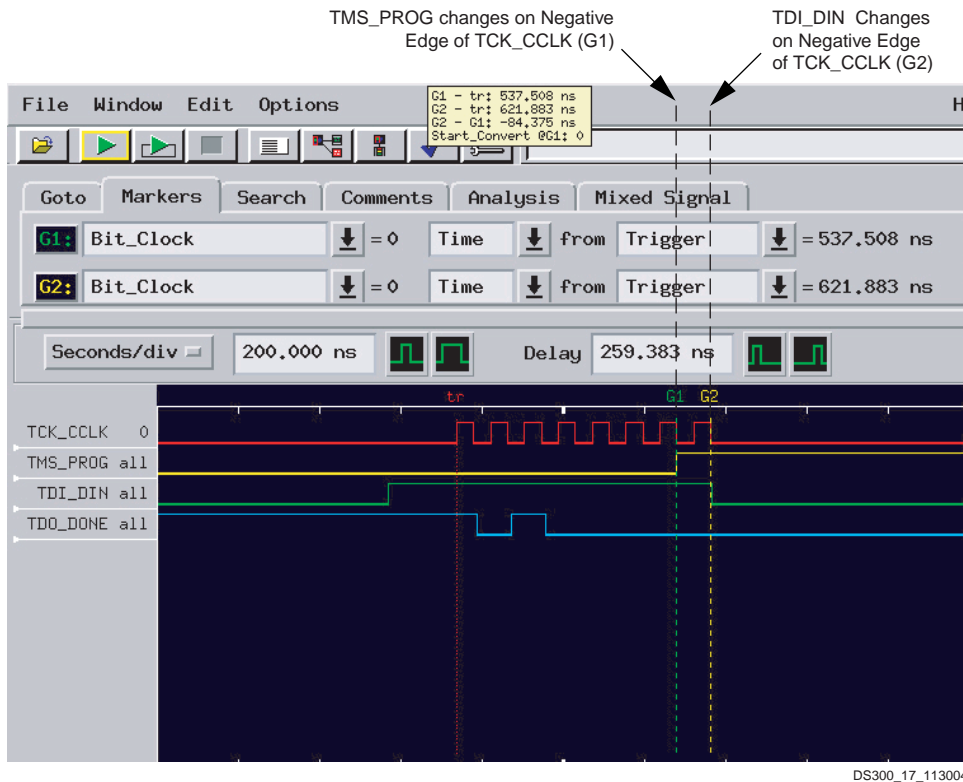 TMS_PROG changes on Negative
Edge of TCK_CCLK (G1)
TDI_DIN Changes
on Negative Edge
of TCK_CCLK (G2)
File Window Edit Options H
G1 - tr: 537.508 ns
G2 - tr: 621.883 ns
G2 - G1: -84.375 ns
Start_Convert @G1: 0
Goto Markers Search Comments Analysis Mixed Signal
G1: Bit_Clock = 0 Time from Trigger = 537.508 ns
G2: Bit_Clock = 0 Time from Trigger = 621.883 ns
Seconds/div 200.000 ns Delay 259.383 ns
tr G1 G2
TCK_CCLK 0
TMS_PROG all
TDI_DIN all
TDO_DONE all